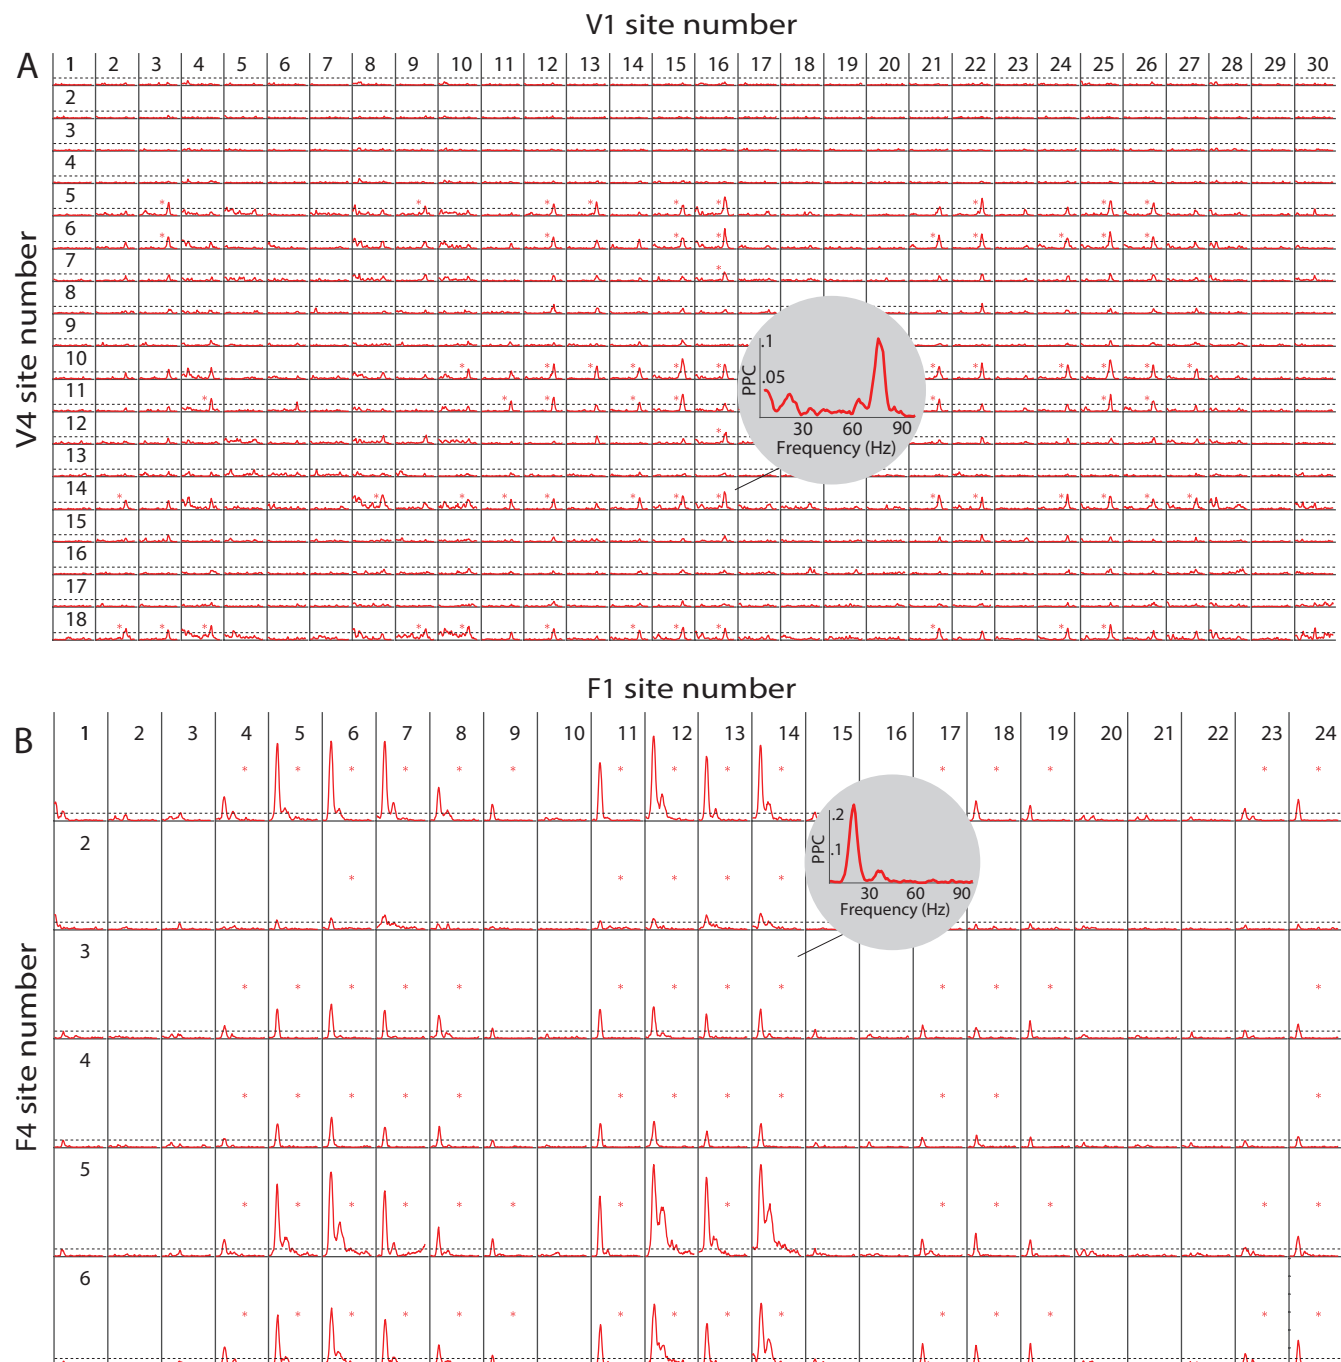 V1 site number
A
1 2 3 4 5 6 7 8 9 10 11 12 13 14 15 16 17 18 19 20 21 22 23 24 25 26 27 28 29 30
2
3
4
5
6
7
8
9
10
11
12
13
14
15
16
17
18
V4 site number
.1
.05
PPC
30 60 90
Frequency (Hz)
F1 site number
B
1 2 3 4 5 6 7 8 9 10 11 12 13 14 15 16 17 18 19 20 21 22 23 24
2
3
4
5
6
F4 site number
.2
.1
PPC
30 60 90
Frequency (Hz)